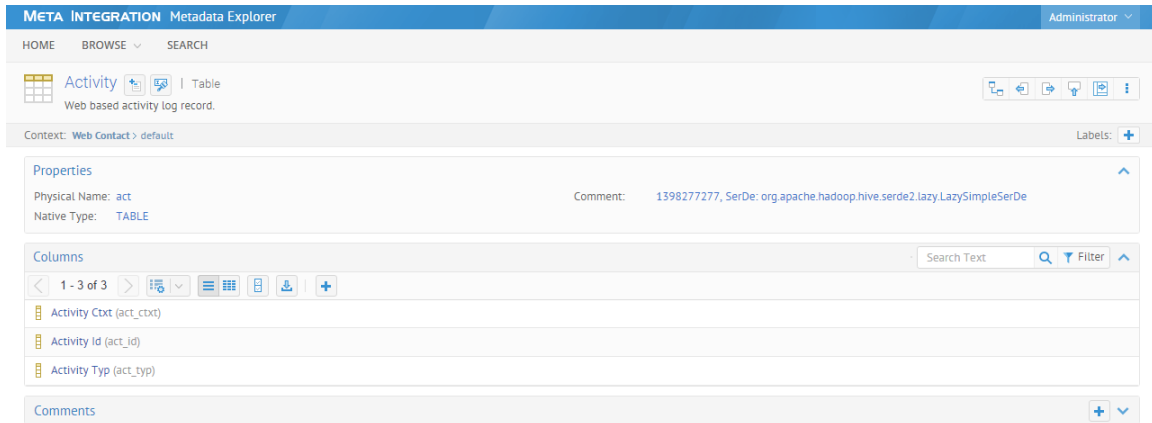 META INTEGRATION Metadata Explorer
Administrator
HOME BROWSE SEARCH
Activity | Table
Web based activity log record.
Context: Web Contact > default
Labels:
Properties
Physical Name: act
Comment: 1398277277, SerDe: org.apache.hadoop.hive.serde2.lazy.LazySimpleSerDe
Native Type: TABLE
Columns
Search Text
Filter
1 - 3 of 3
Activity Ctxt (act_ctxt)
Activity Id (act_id)
Activity Typ (act_typ)
Comments